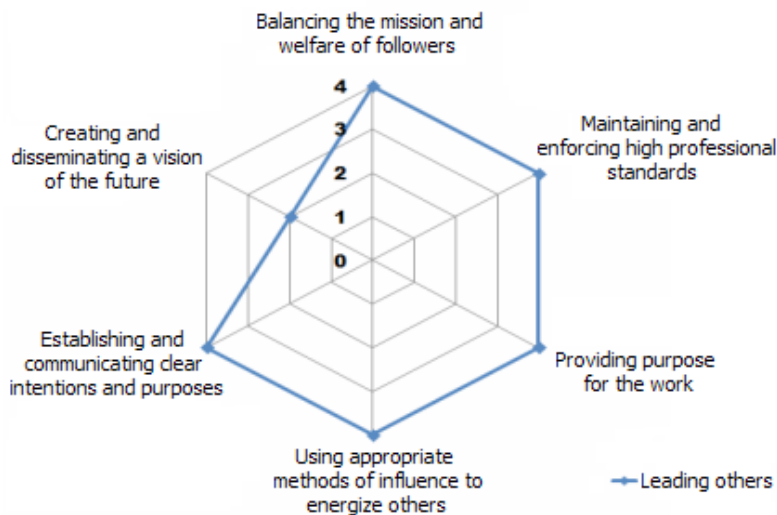 Balancing the mission and
welfare of followers
4
3
2
1
0
Maintaining and
enforcing high professional
standards
Providing purpose
for the work
Using appropriate
methods of influence to
energize others
Establishing and
communicating clear
intentions and purposes
Creating and
disseminating a vision
of the future
Leading others